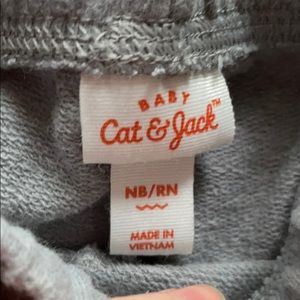 BABY
Cat & Jack™
NB/RN
MADE IN
VIETNAM